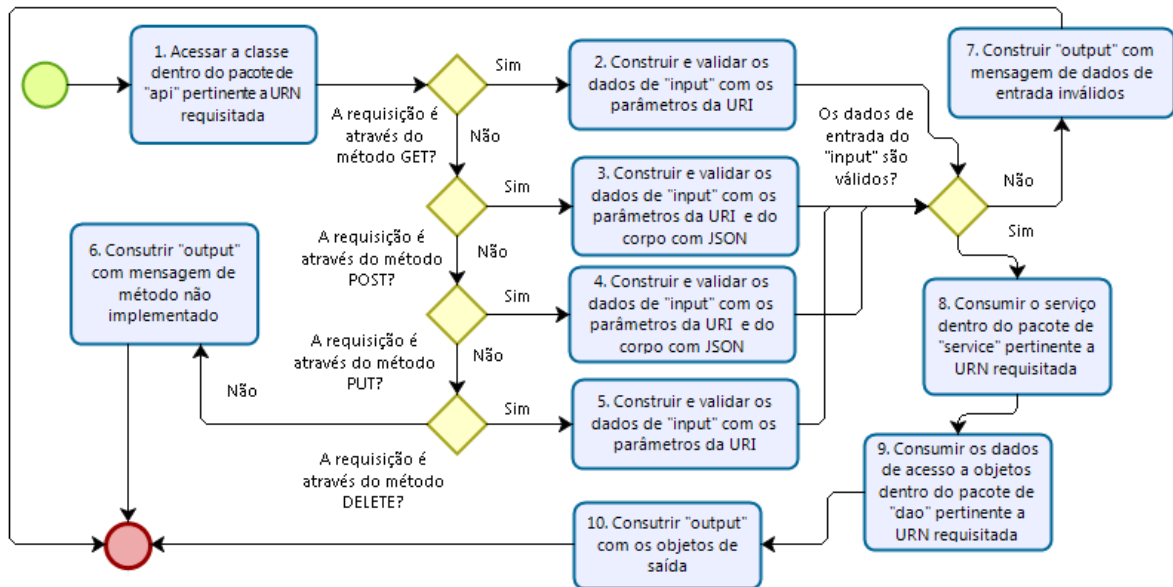 1. Acessar a classe
dentro do pacote de
"api" pertinente a URN
requisitada
Sim
A requisição é
através do
método GET?
Não
2. Construir e validar os
dados de "input" com os
parâmetros da URI
Os dados de
entrada do
"input" são
válidos?
7. Construir "output" com
mensagem de dados de
entrada inválidos
Não
Sim
Sim
A requisição é
através do método
POST?
Não
3. Construir e validar os
dados de "input" com os
parâmetros da URI e do
corpo com JSON
6. Consutrir "output"
com mensagem de
método não
implementado
Sim
A requisição é
através do método
PUT?
Não
4. Construir e validar os
dados de "input" com os
parâmetros da URI e do
corpo com JSON
8. Consumir o serviço
dentro do pacote de
"service" pertinente a
URN requisitada
Não
Sim
A requisição é
através do método
DELETE?
5. Construir e validar os
dados de "input" com os
parâmetros da URI
9. Consumir os dados
de acesso a objetos
dentro do pacote de
"dao" pertinente a
URN requisitada
10. Consutrir "output"
com os objetos de
saída